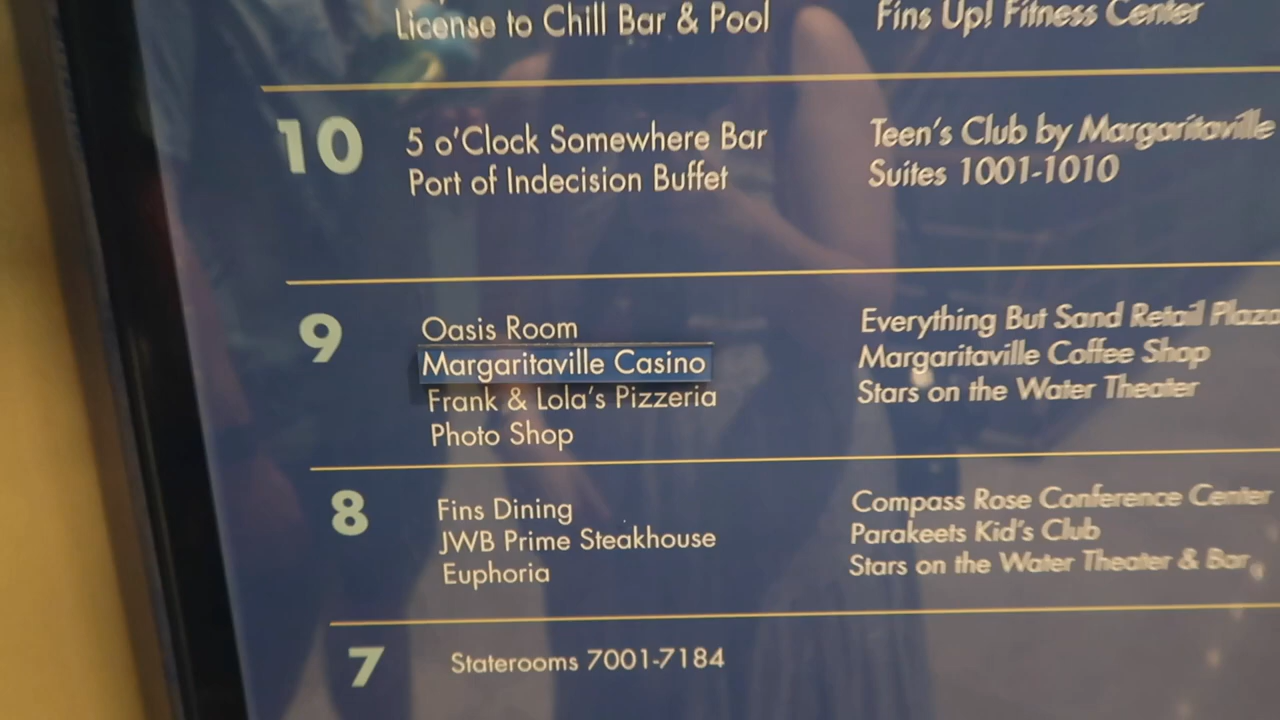 License to Chill Bar & Pool
Fins Up! Fitness Center
10
5 o'Clock Somewhere Bar
Port of Indecision Buffet
Teen's Club by Margaritaville
Suites 1001-1010
9
Oasis Room
Margaritaville Casino
Frank & Lola's Pizzeria
Photo Shop
Everything But Sand Retail Plaza
Margaritaville Coffee Shop
Stars on the Water Theater
8
Fins Dining
JWB Prime Steakhouse
Euphoria
Compass Rose Conference Center
Parakeets Kid's Club
Stars on the Water Theater & Bar
7
Staterooms 7001-7184